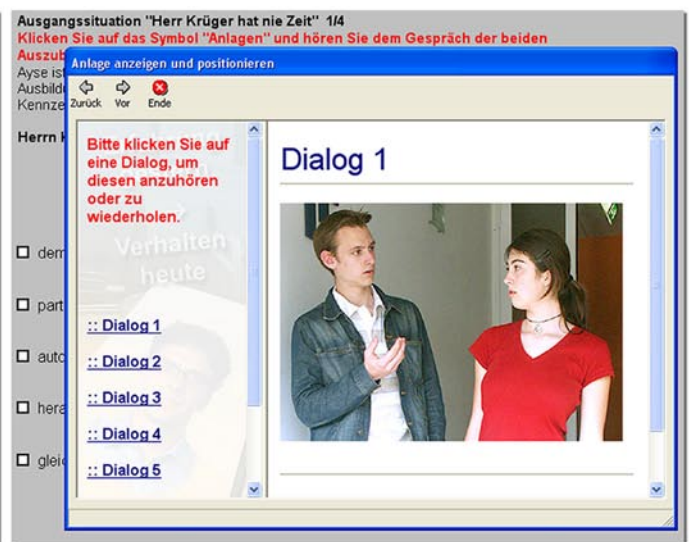 Ausgangssituation "Herr Krüger hat nie Zeit" 1/4
Klicken Sie auf das Symbol "Anlagen" und hören Sie dem Gespräch der beiden
Auszub
Ayse ist
Ausbildu
Kennze
Herrn K
Anlage anzeigen und positionieren
Zurück Vor Ende
Bitte klicken Sie auf
eine Dialog, um
diesen anzuhören
oder zu
wiederholen.
Verhalten
heute
:: Dialog 1
:: Dialog 2
:: Dialog 3
:: Dialog 4
:: Dialog 5
Dialog 1
dem
part
auto
hera
gleic